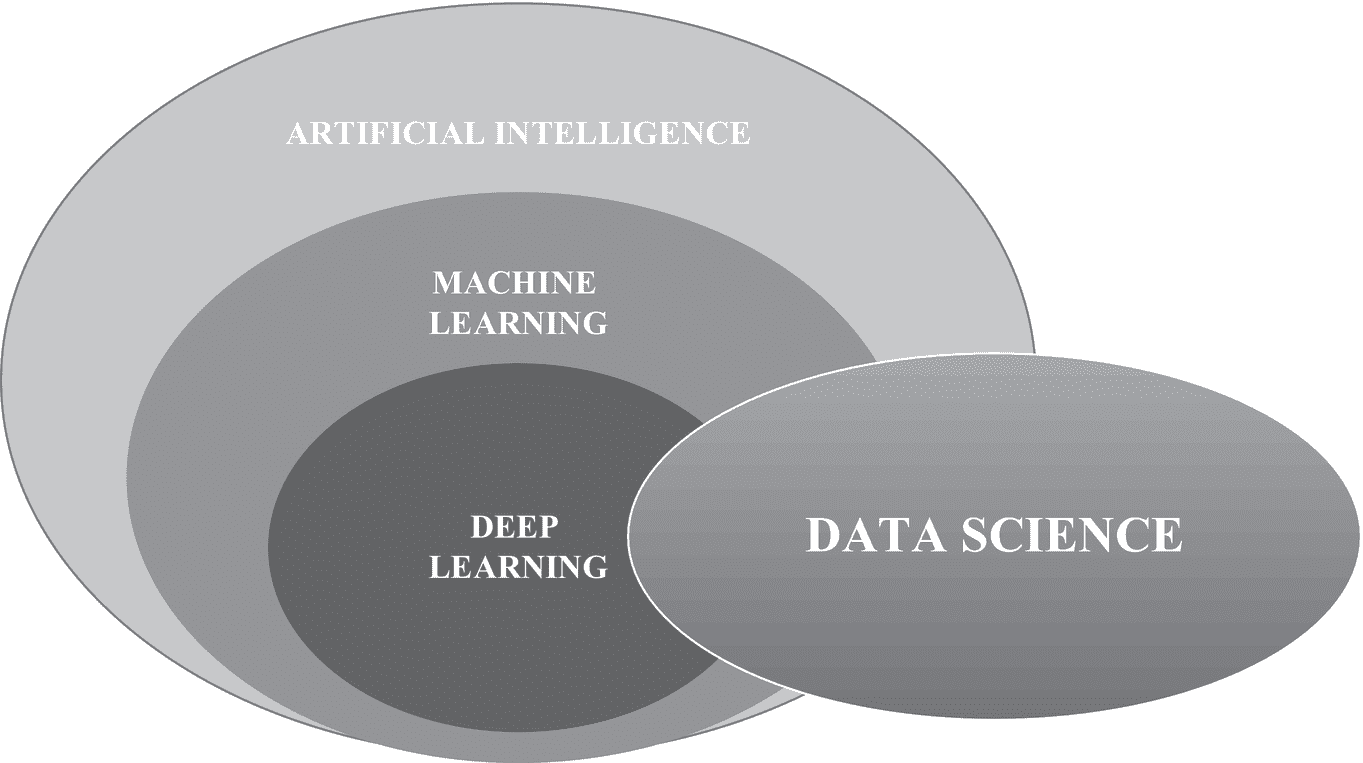 ARTIFICIAL INTELLIGENCE
MACHINE
LEARNING
DEEP
LEARNING
DATA SCIENCE